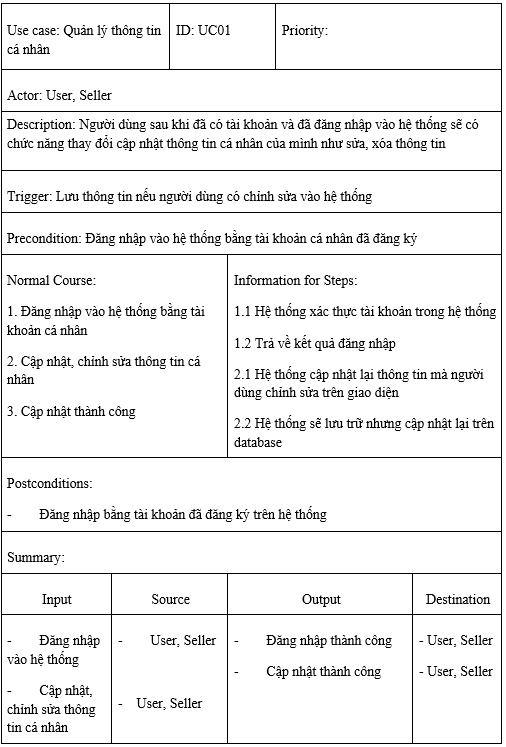 Use case: Quản lý thông tin
cá nhân
ID: UC01
Priority:
Actor: User, Seller
Description: Người dùng sau khi đã có tài khoản và đã đăng nhập vào hệ thống sẽ có
chức năng thay đổi cập nhật thông tin cá nhân của mình như sửa, xóa thông tin
Trigger: Lưu thông tin nếu người dùng có chỉnh sửa vào hệ thống
Precondition: Đăng nhập vào hệ thống bằng tài khoản cá nhân đã đăng ký
Normal Course:
1. Đăng nhập vào hệ thống bằng tài
khoản cá nhân
2. Cập nhật, chỉnh sửa thông tin cá
nhân
3. Cập nhật thành công
Information for Steps:
1.1 Hệ thống xác thực tài khoản trong hệ thống
1.2 Trả về kết quả đăng nhập
2.1 Hệ thống cập nhật lại thông tin mà người
dùng chỉnh sửa trên giao diện
2.2 Hệ thống sẽ lưu trữ nhưng cập nhật lại trên
database
Postconditions:
- Đăng nhập bằng tài khoản đã đăng ký trên hệ thống
Summary:
Input
Source
Output
Destination
- Đăng nhập
vào hệ thống
- Cập nhật,
chỉnh sửa thông
tin cá nhân
- User, Seller
- User, Seller
- Đăng nhập thành công
- Cập nhật thành công
- User, Seller
- User, Seller